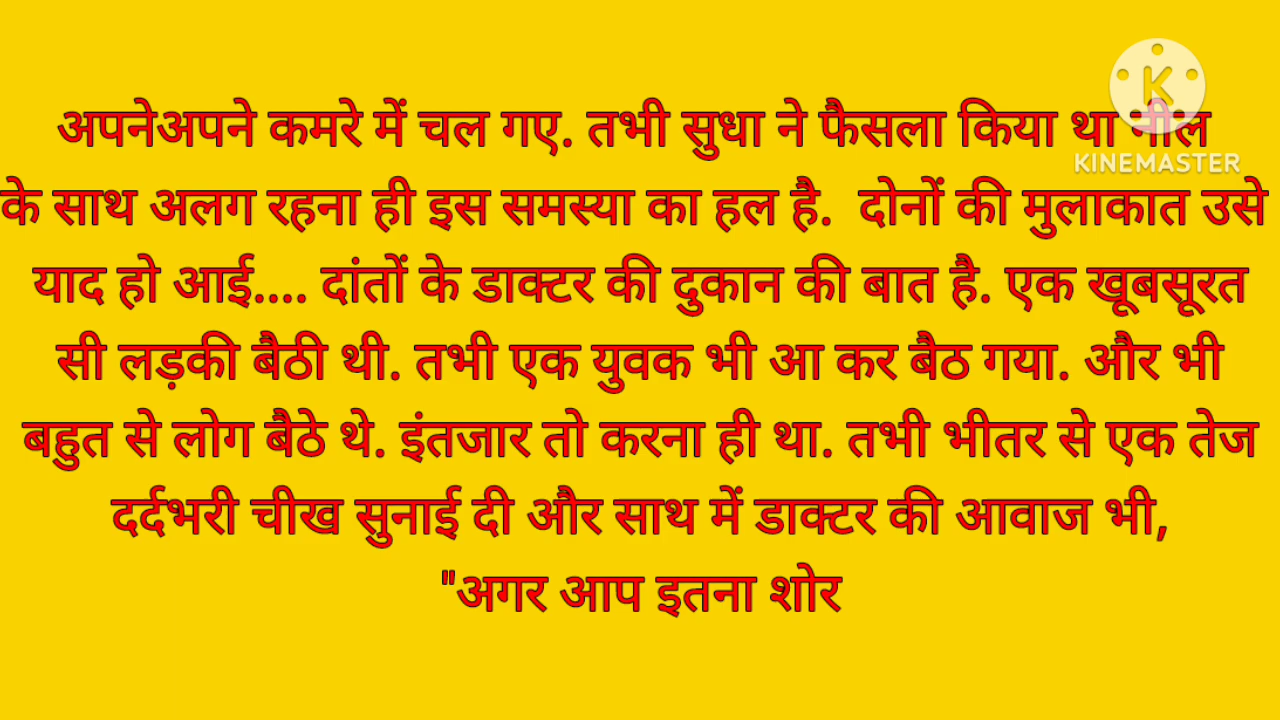 अपनेअपने कमरे में चल गए. तभी सुधा ने फैसला किया था नील
KINEMASTER
के साथ अलग रहना ही इस समस्या का हल है. दोनों की मुलाकात उसे
याद हो आई.... दांतों के डाक्टर की दुकान की बात है. एक खूबसूरत
सी लड़की बैठी थी. तभी एक युवक भी आ कर बैठ गया. और भी
बहुत से लोग बैठे थे. इंतजार तो करना ही था. तभी भीतर से एक तेज
दर्दभरी चीख सुनाई दी और साथ में डाक्टर की आवाज भी,
"अगर आप इतना शोर